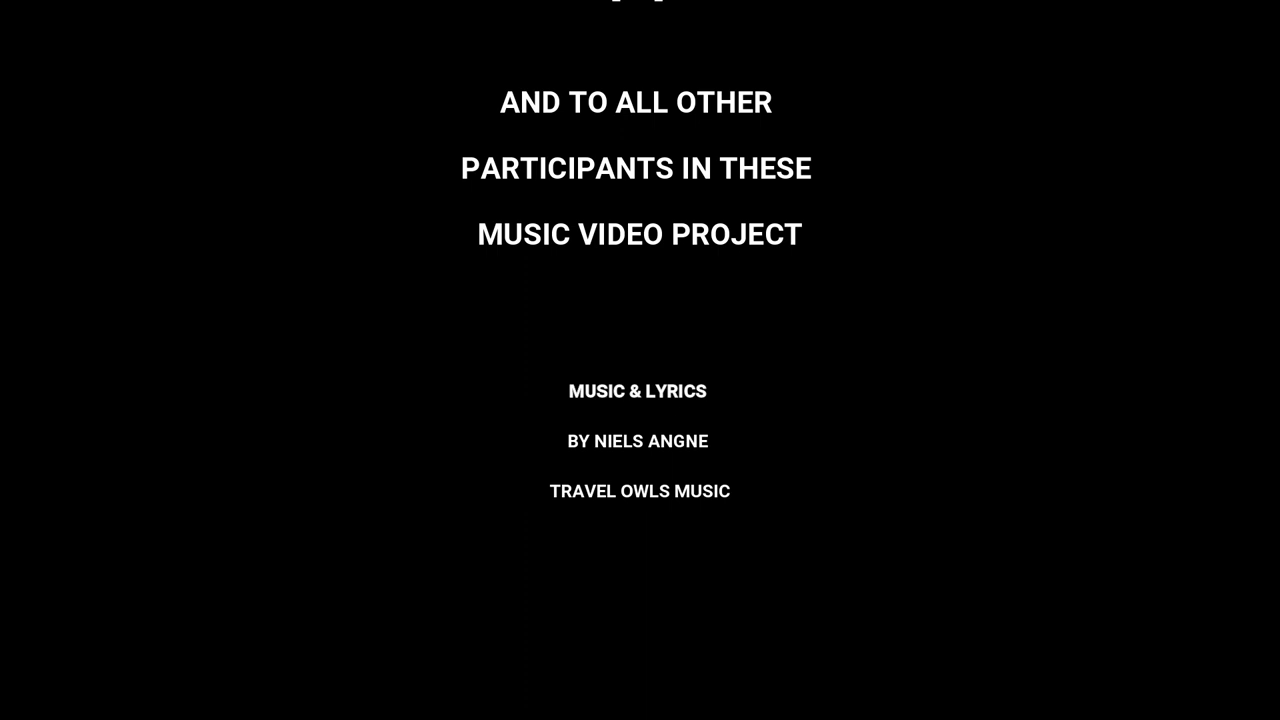 AND TO ALL OTHER
PARTICIPANTS IN THESE
MUSIC VIDEO PROJECT
MUSIC & LYRICS
BY NIELS ANGNE
TRAVEL OWLS MUSIC